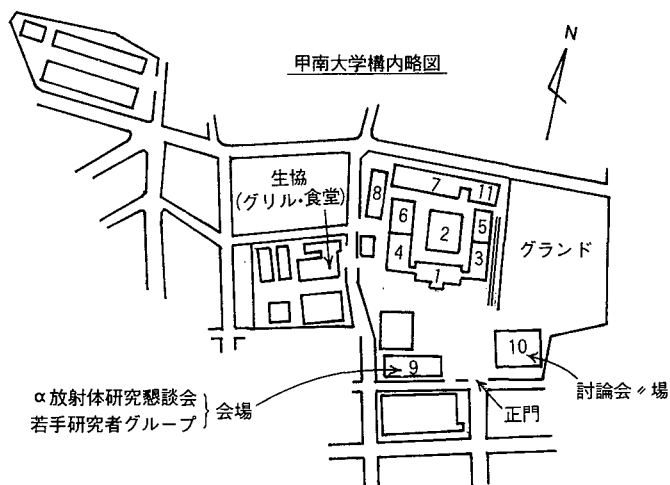 甲南大学構内略図
N
生協
(グリル・食堂)
8
7
11
6
2
5
4
1
3
グランド
10
9
α放射体研究懇談会
若手研究者グループ
会場
正門
討論会〃場